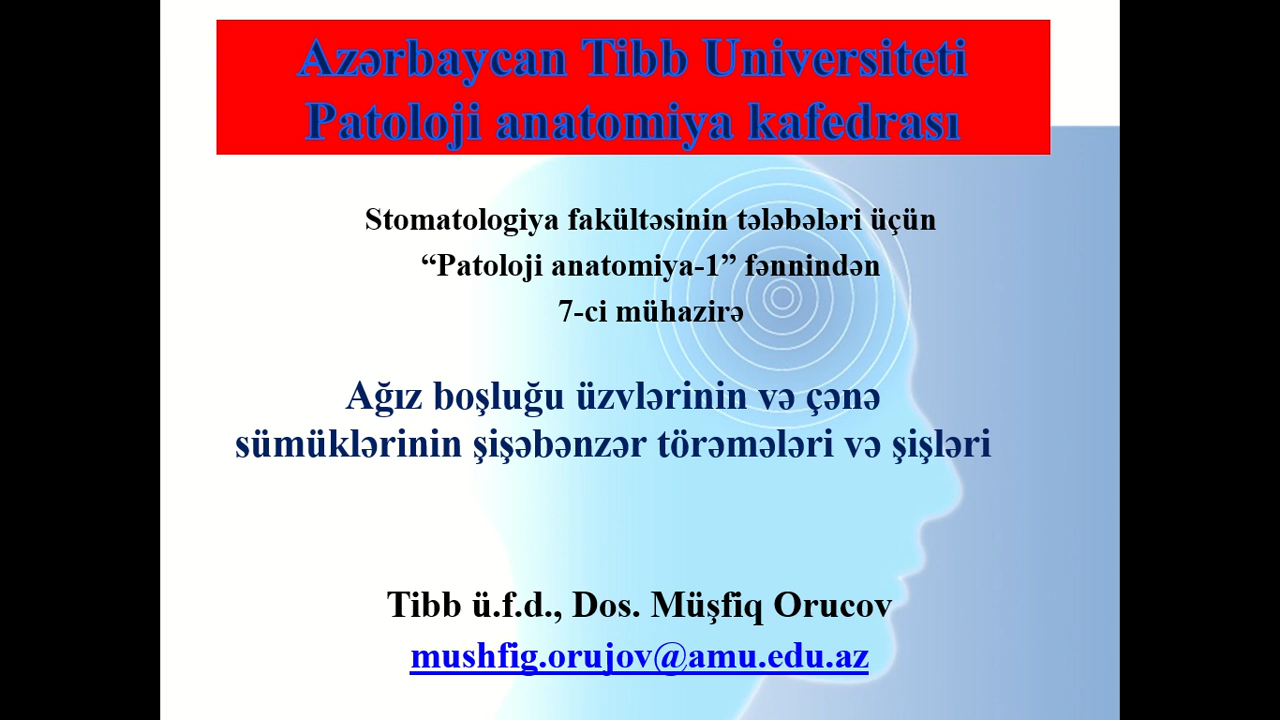 Azərbaycan Tibb Universiteti
Patoloji anatomiya kafedrası
Stomatologiya fakültəsinin tələbələri üçün
“Patoloji anatomiya-1” fənnindən
7-ci mühazirə
Ağız boşluğu üzvlərinin və çənə
sümüklərinin şişəbənzər törəmələri və şişləri
Tibb ü.f.d., Dos. Müşfiq Orucov
mushfig.orujov@amu.edu.az